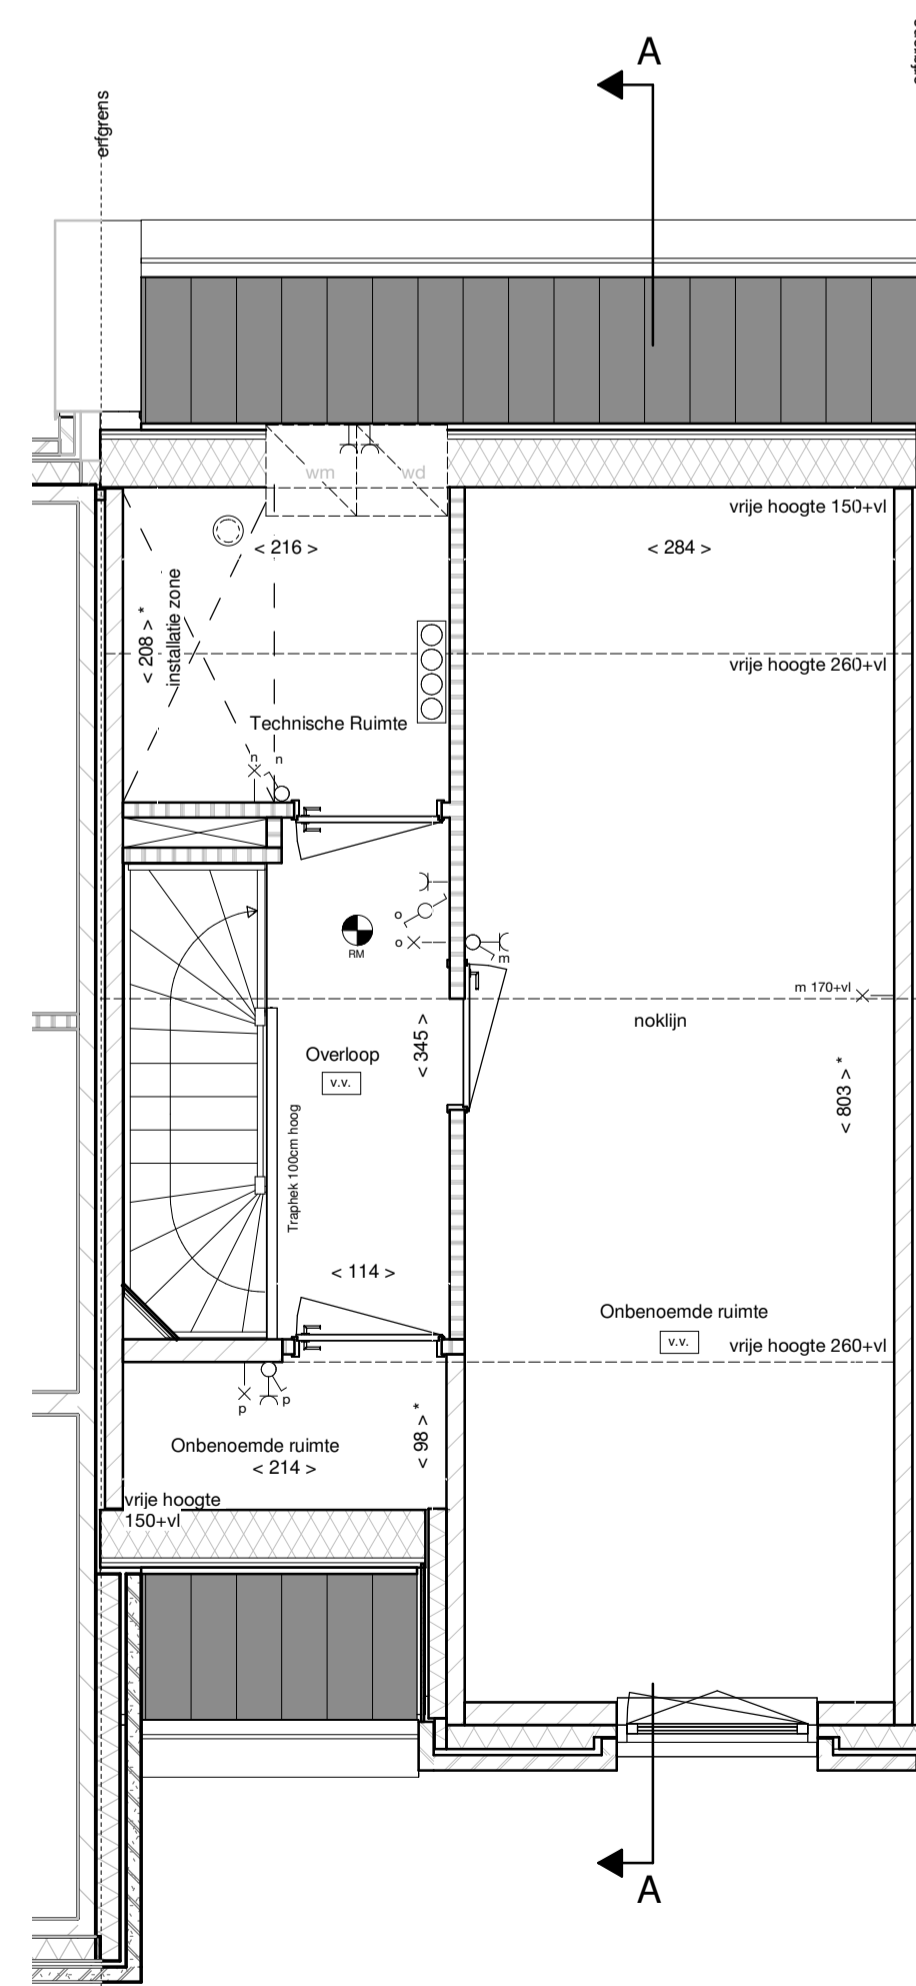 A
erfgrens
wm
wd
vrije hoogte 150+vl
< 216 >
< 284 >
< 208 > *
installatie zone
vrije hoogte 260+vl
Technische Ruimte
n
n
o
o
RM
m
m 170+vl
noklijn
< 345 >
Overloop
v.v.
< 803 > *
Traphek 100cm hoog
< 114 >
Onbenoemde ruimte
v.v.
vrije hoogte 260+vl
p
p
< 98 > *
Onbenoemde ruimte
< 214 >
vrije hoogte
150+vl
A